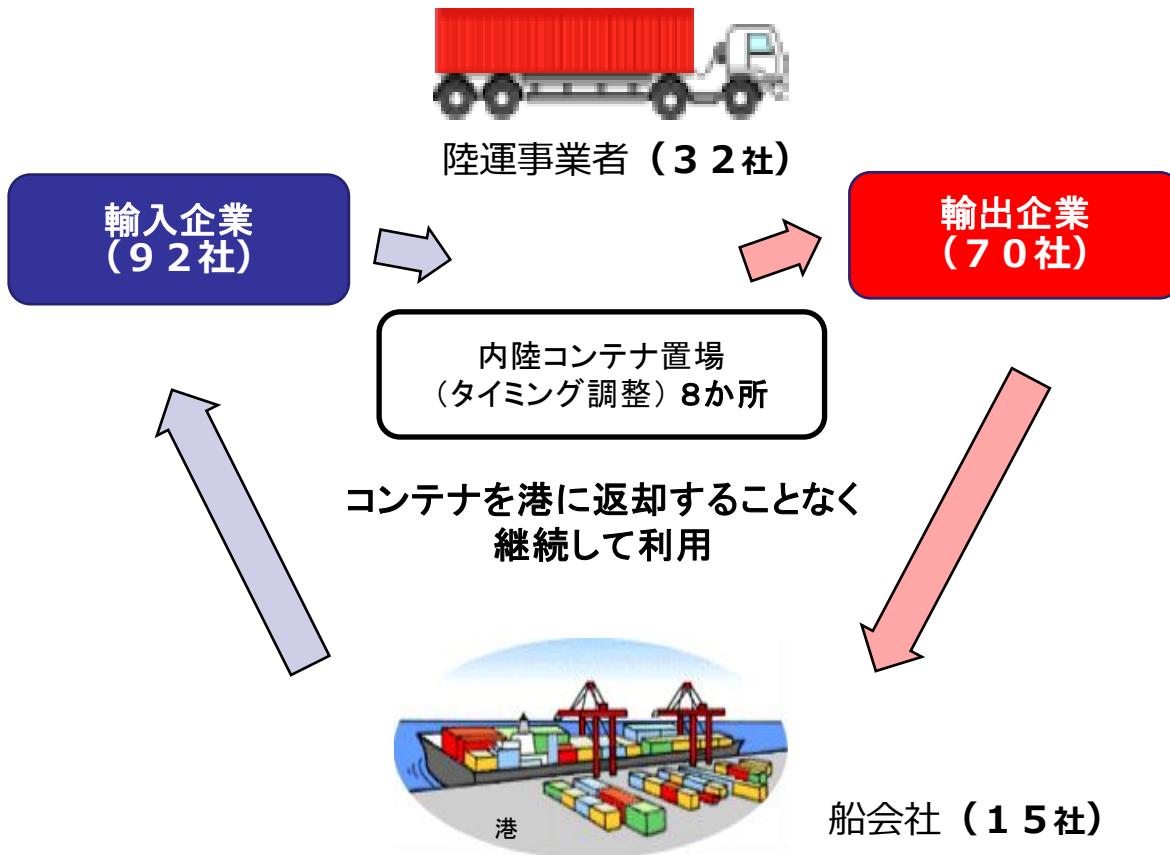 陸運事業者（３２社）
輸入企業
（９２社）
輸出企業
（７０社）
内陸コンテナ置場
（タイミング調整）８か所
コンテナを港に返却することなく
継続して利用
港
船会社（１５社）